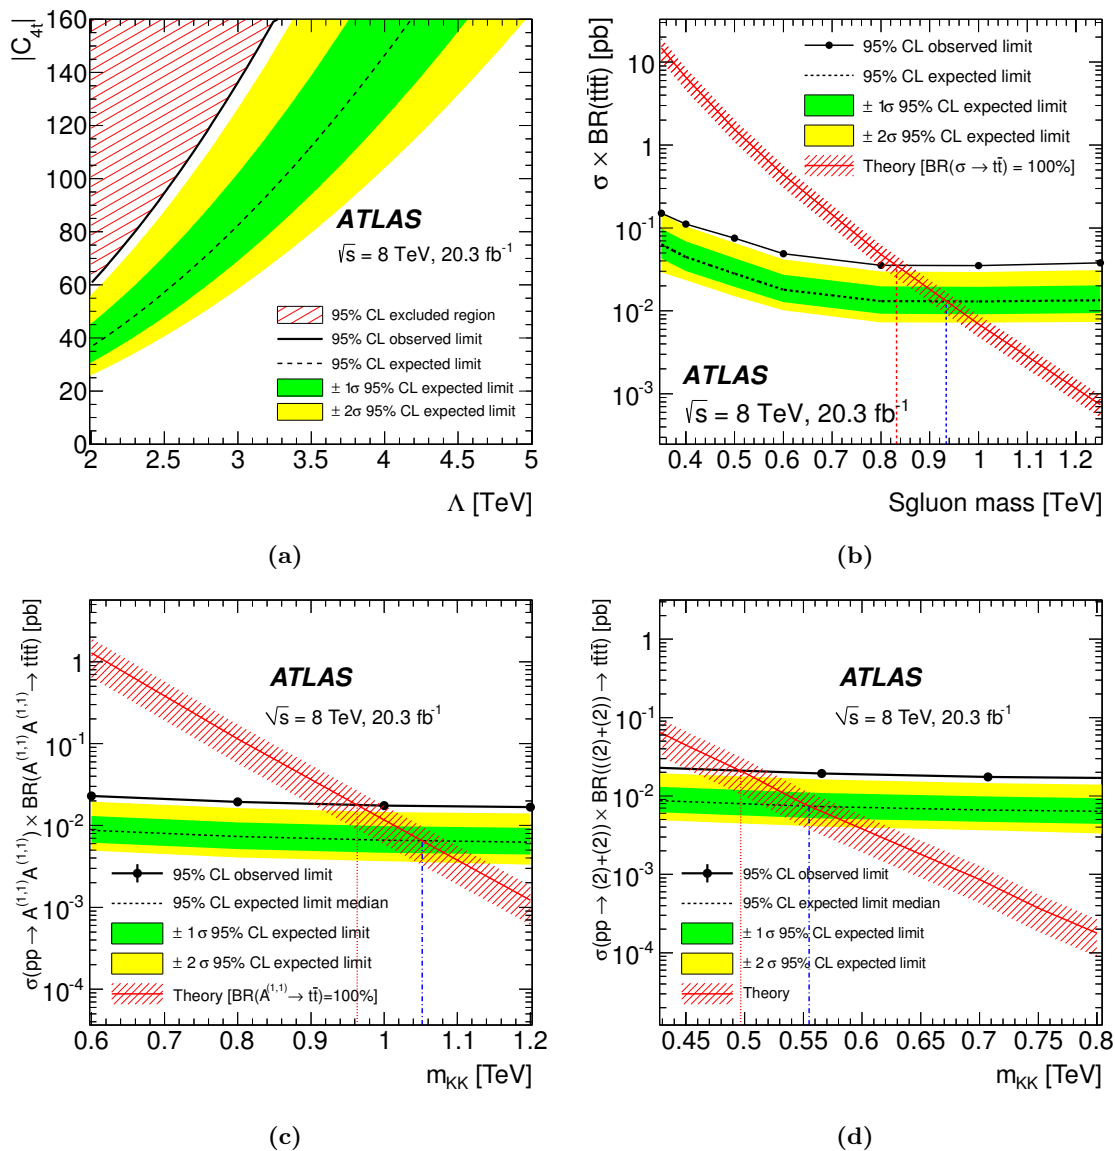 |C4t|
160
140
120
100
80
60
40
20
0
ATLAS
√s = 8 TeV, 20.3 fb-1
95% CL excluded region
95% CL observed limit
95% CL expected limit
± 1σ 95% CL expected limit
± 2σ 95% CL expected limit
2 2.5 3 3.5 4 4.5 5
Λ [TeV]
(a)
σ × BR(tt̄tt̄) [pb]
10
1
10-1
10-2
10-3
95% CL observed limit
95% CL expected limit
± 1σ 95% CL expected limit
± 2σ 95% CL expected limit
Theory [BR(σ → tt̄) = 100%]
ATLAS
√s = 8 TeV, 20.3 fb-1
0.4 0.5 0.6 0.7 0.8 0.9 1 1.1 1.2
Sgluon mass [TeV]
(b)
σ(pp → A(1,1)A(1,1)) × BR(A(1,1)A(1,1) → tt̄tt̄) [pb]
1
10-1
10-2
10-3
10-4
ATLAS
√s = 8 TeV, 20.3 fb-1
95% CL observed limit
95% CL expected limit median
± 1σ 95% CL expected limit
± 2 σ 95% CL expected limit
Theory [BR(A(1,1) → tt̄)=100%]
0.6 0.7 0.8 0.9 1 1.1 1.2
mKK [TeV]
(c)
σ(pp → (2)+(2)) × BR((2)+(2)) → tt̄tt̄) [pb]
1
10-1
10-2
10-3
10-4
ATLAS
√s = 8 TeV, 20.3 fb-1
95% CL observed limit
95% CL expected limit median
± 1σ 95% CL expected limit
± 2 σ 95% CL expected limit
Theory
0.45 0.5 0.55 0.6 0.65 0.7 0.75 0.8
mKK [TeV]
(d)